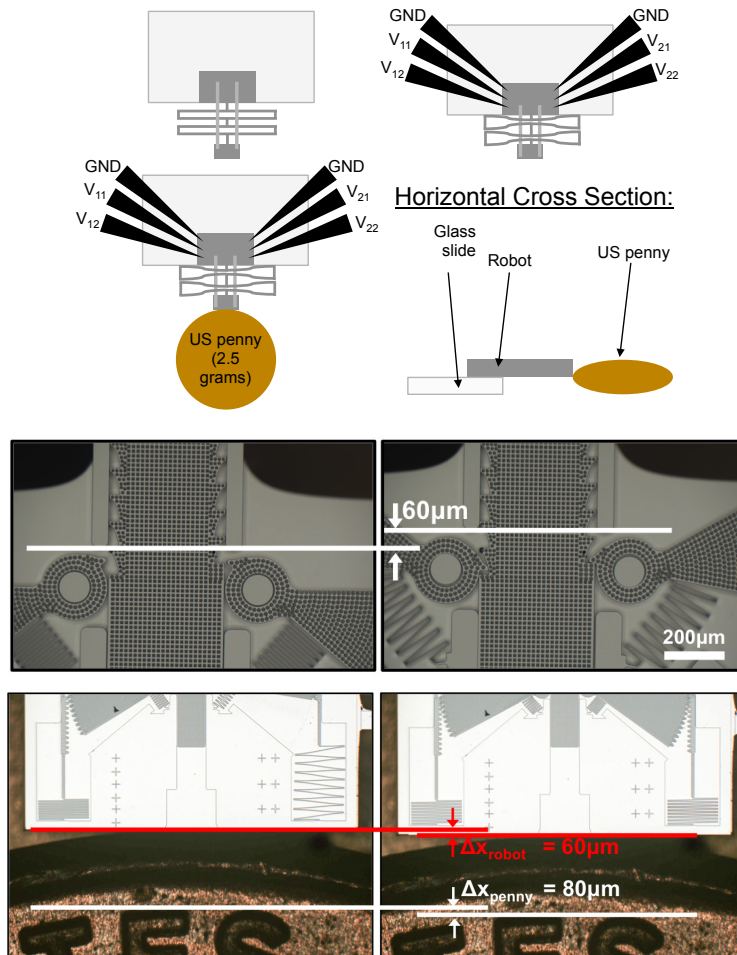 GND
V11
V12
GND
V21
V22
GND
V11
V12
GND
V21
V22
US penny
(2.5
grams)
Horizontal Cross Section:
Glass
slide
Robot
US penny
60µm
200µm
Δxrobot = 60µm
Δxpenny = 80µm
TES